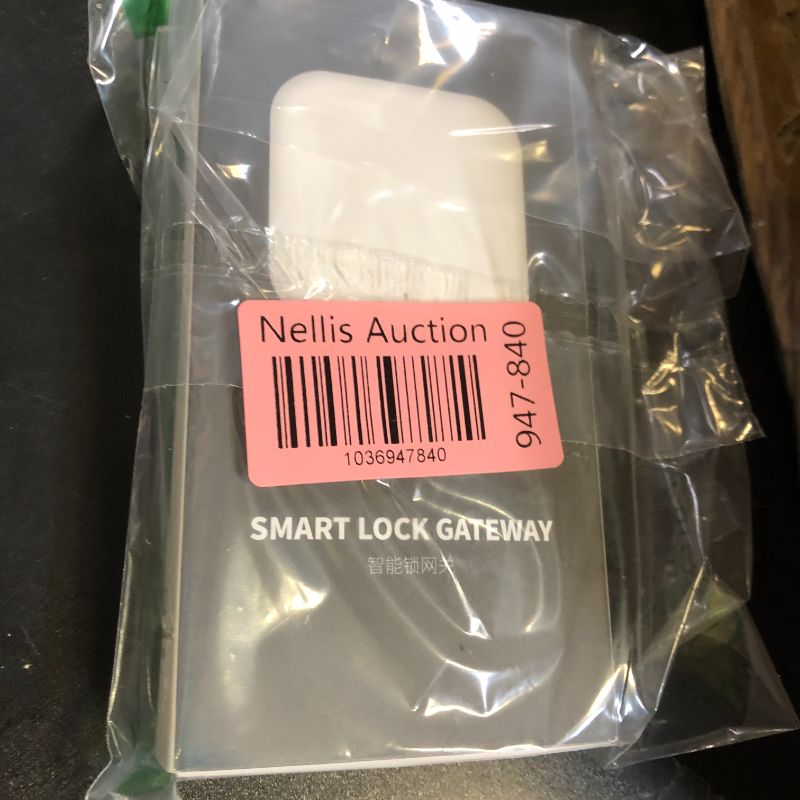 Nellis Auction
947-840
1036947840
SMART LOCK GATEWAY
智能锁网关